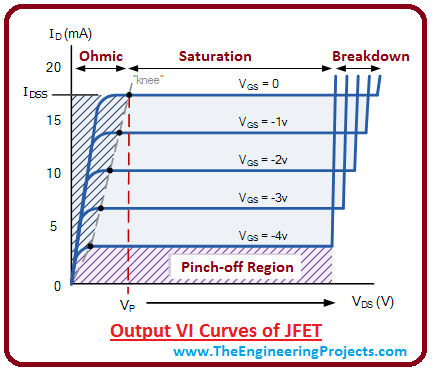 I_D (mA)
Ohmic
Saturation
Breakdown
"knee"
20
I_DSS
V_GS = 0
15
V_GS = -1v
10
V_GS = -2v
V_GS = -3v
5
V_GS = -4v
Pinch-off Region
0
V_P
V_DS (V)
Output VI Curves of JFET
www.TheEngineeringProjects.com